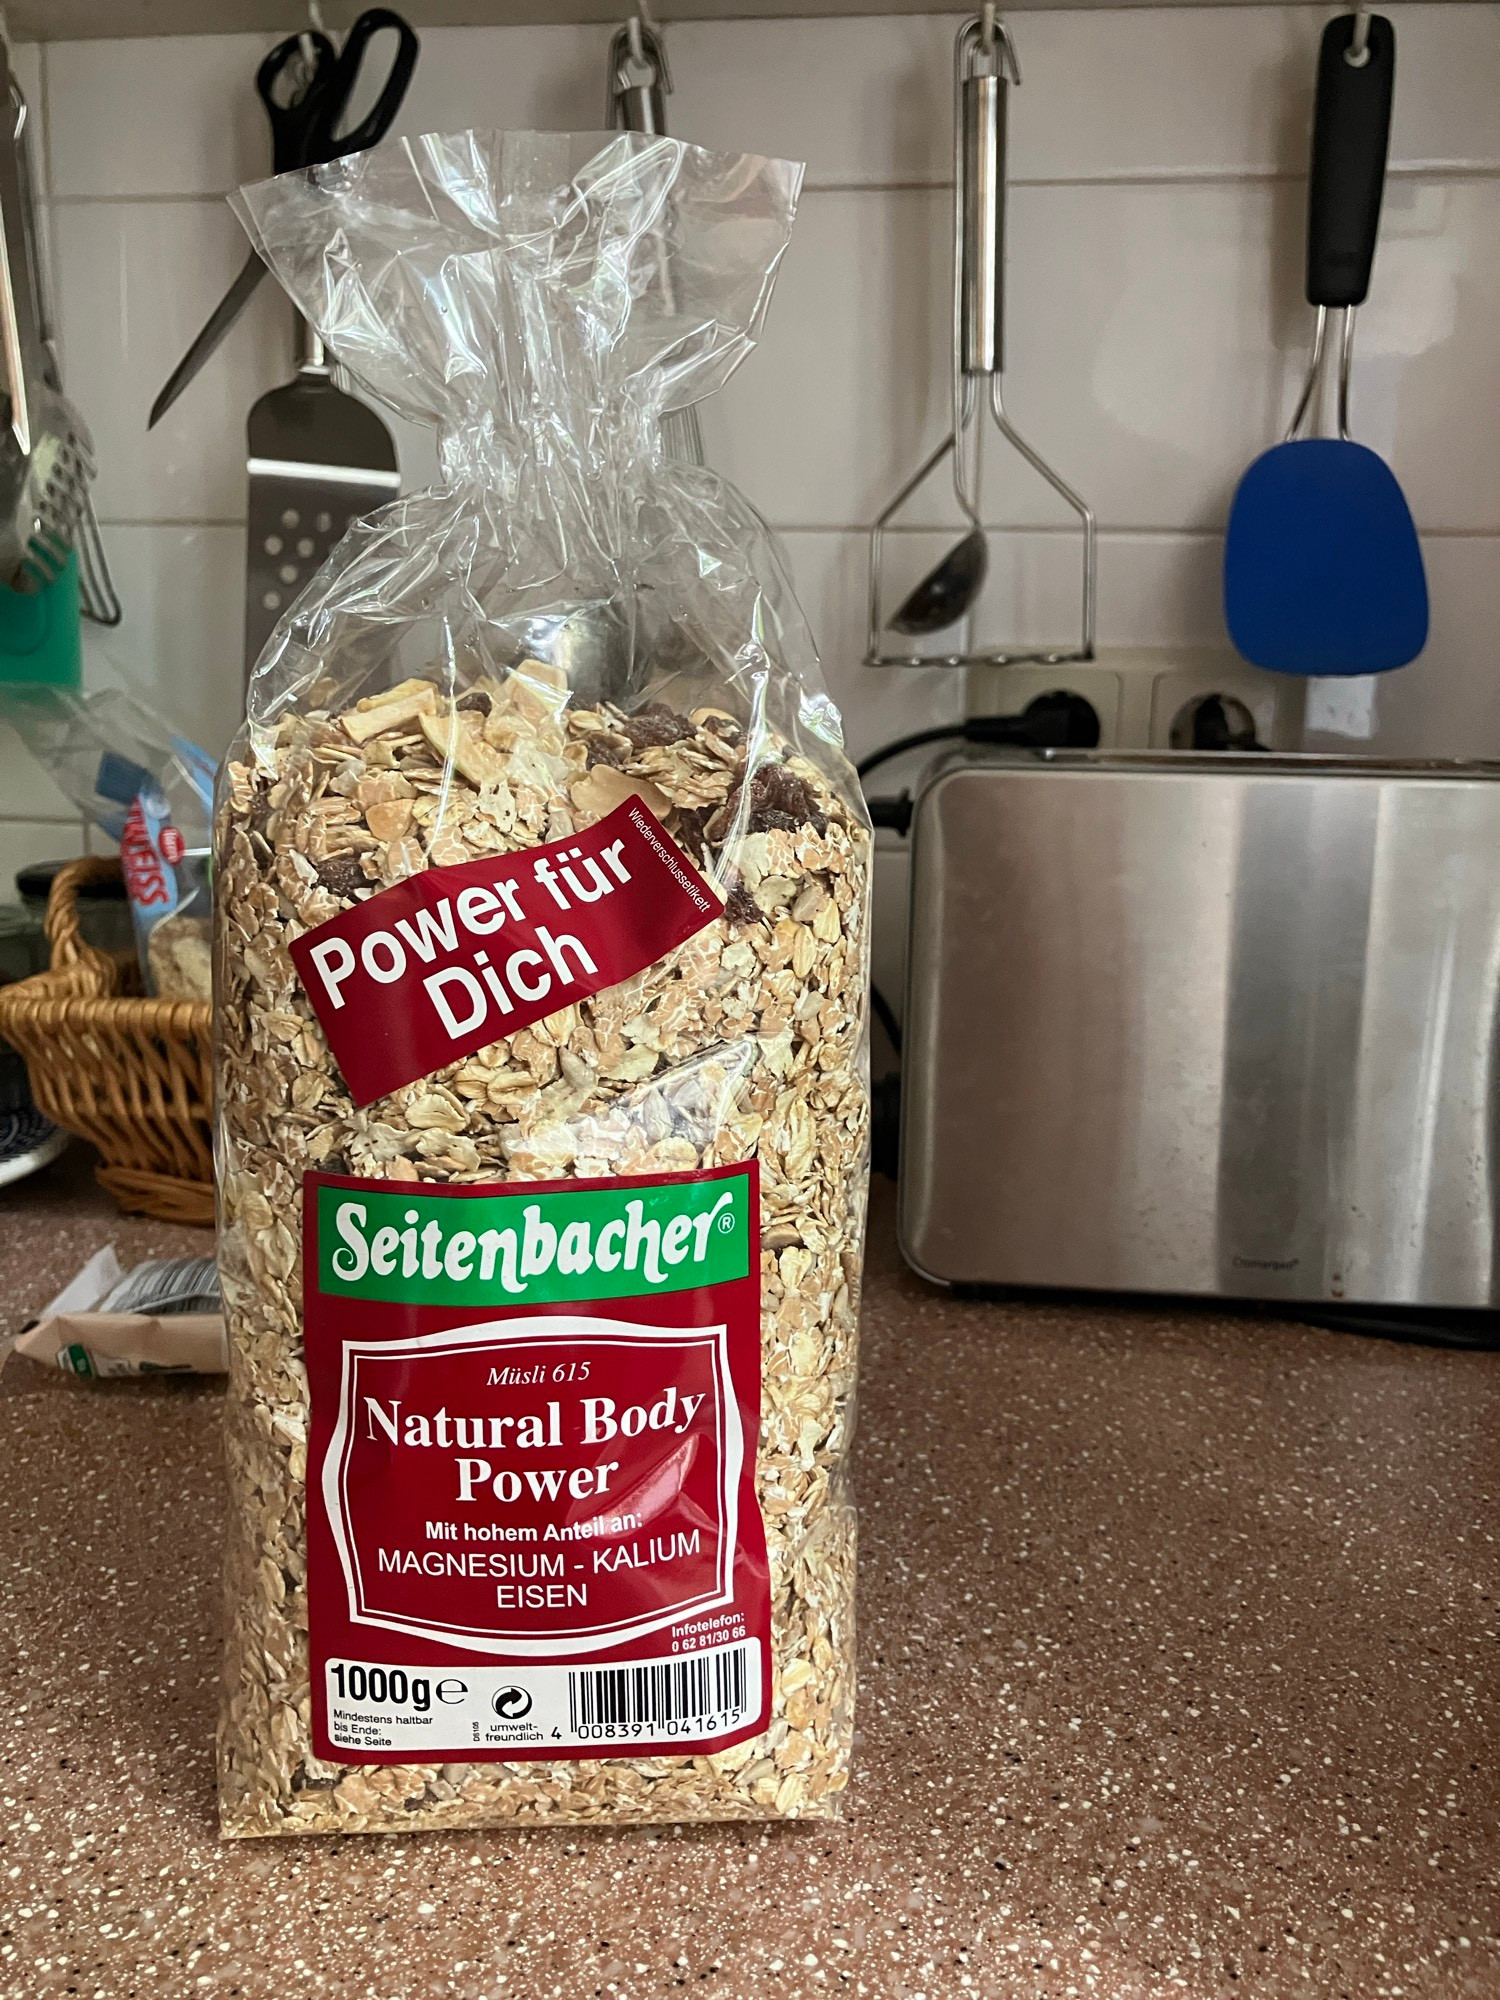 Wiederverschlussetikett
Power für
Dich
Seitenbacher®
Müsli 615
Natural Body
Power
Mit hohem Anteil an:
MAGNESIUM - KALIUM
EISEN
Infotelefon:
0 62 81/30 66
1000g℮
Mindestens haltbar
bis Ende:
siehe Seite
umwelt-
freundlich
4 008391 041615